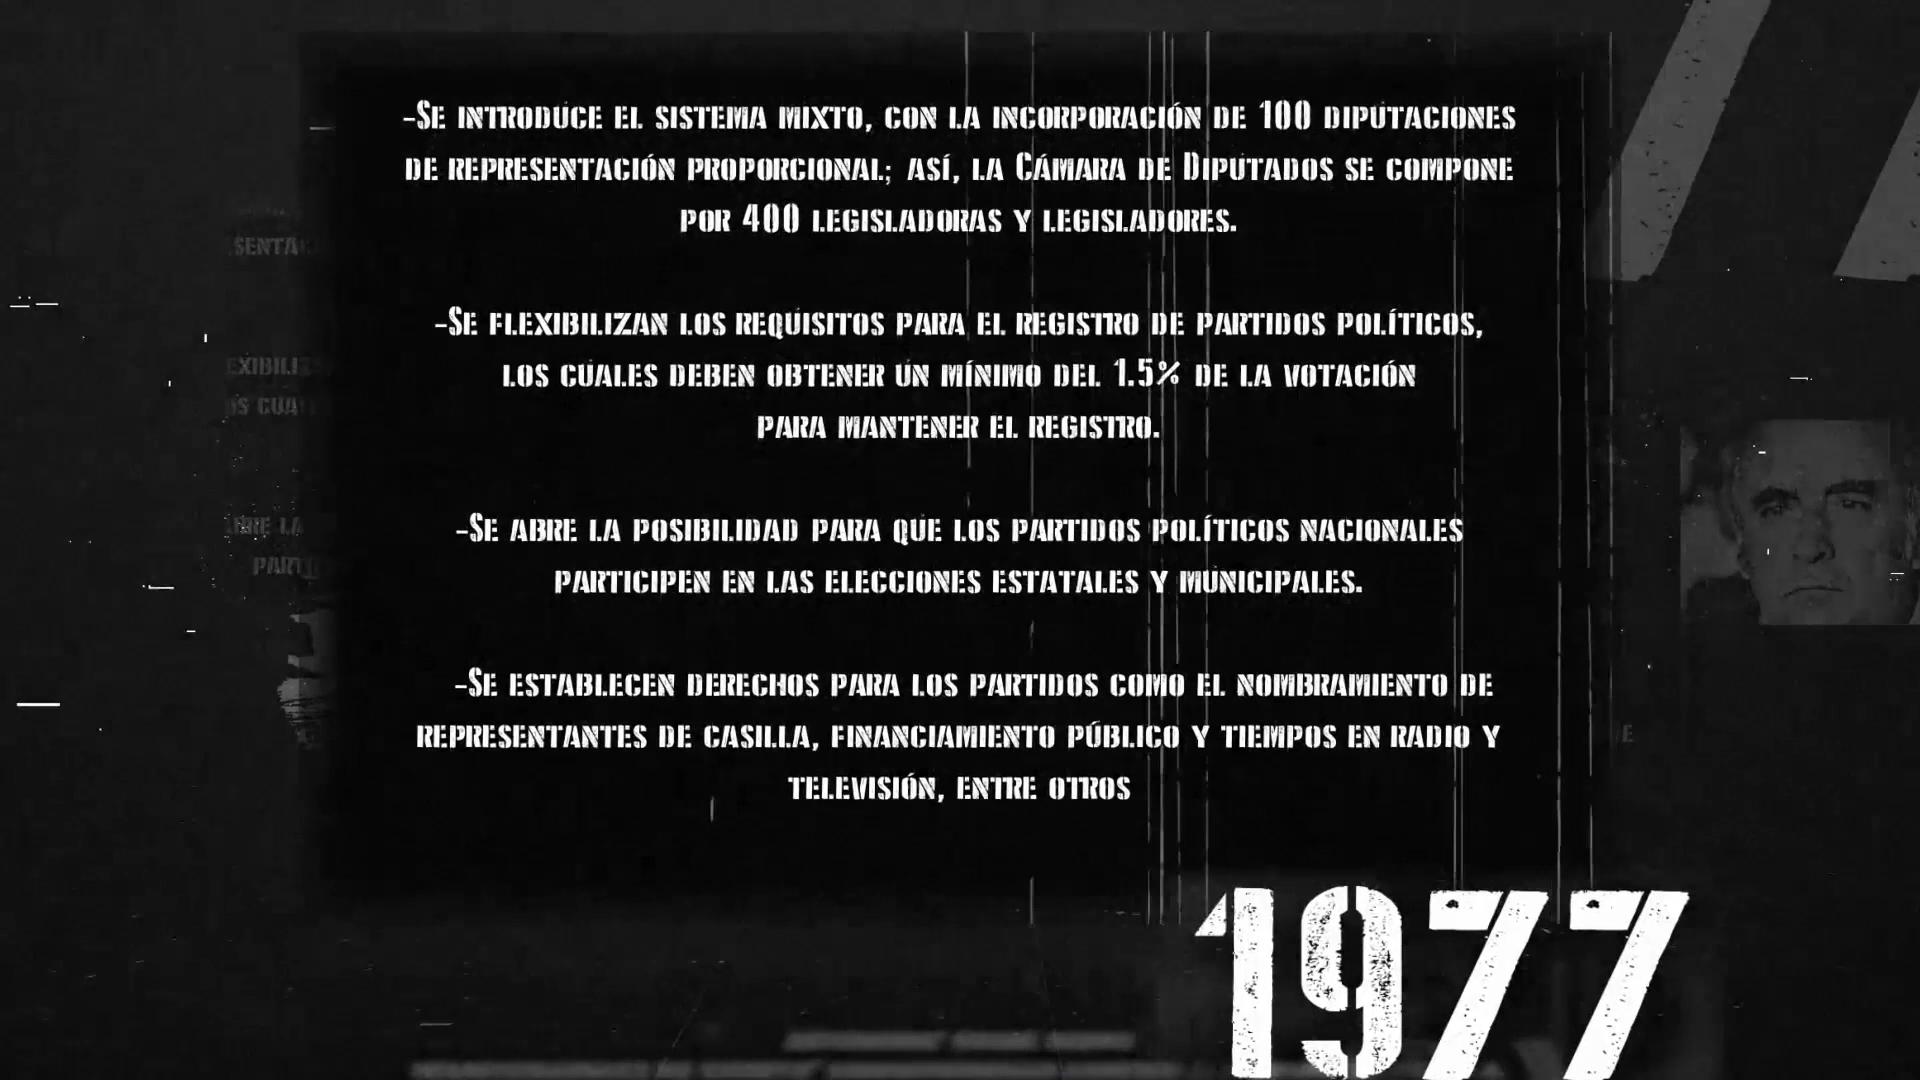 -Se introduce el sistema mixto, con la incorporación de 100 diputaciones
de representación proporcional; así, la Cámara de Diputados se compone
por 400 legisladoras y legisladores.
-Se flexibilizan los requisitos para el registro de partidos políticos,
los cuales deben obtener un mínimo del 1.5% de la votación
para mantener el registro.
-Se abre la posibilidad para que los partidos políticos nacionales
participen en las elecciones estatales y municipales.
-Se establecen derechos para los partidos como el nombramiento de
representantes de casilla, financiamiento público y tiempos en radio y
televisión, entre otros
1977